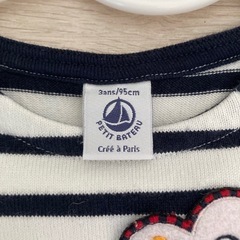 3ans/95cm
PETIT BATEAU
Créé à Paris